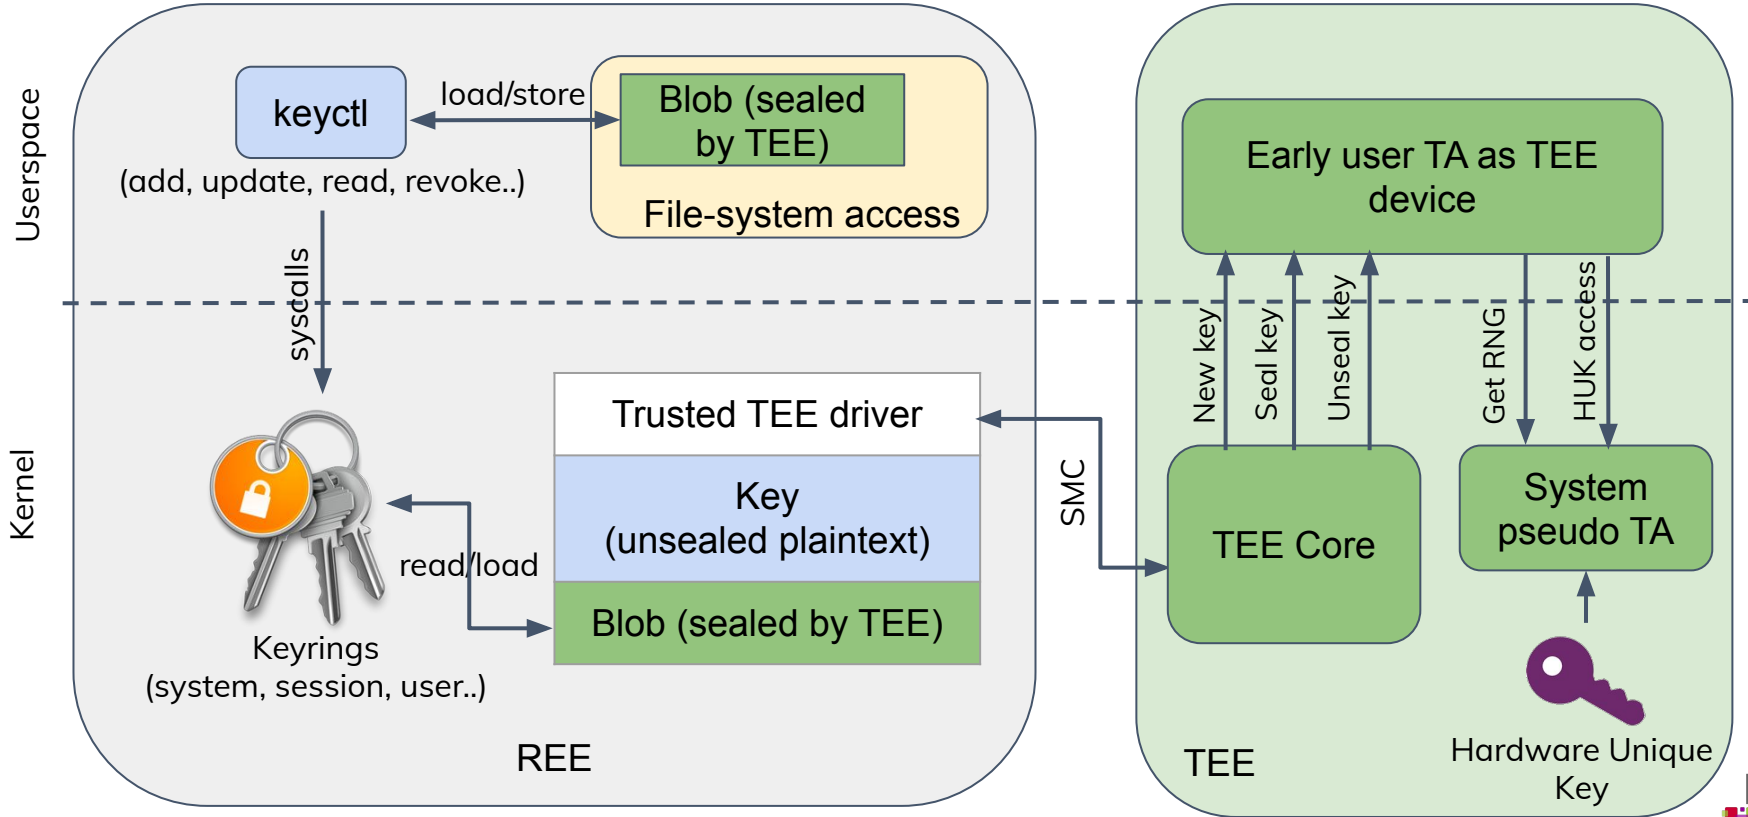 Userspace
keyctl
load/store
Blob (sealed
by TEE)
(add, update, read, revoke..)
File-system access
syscalls
Early user TA as TEE
device
New key
Seal key
Unseal key
Get RNG
HUK access
Kernel
Trusted TEE driver
Key
(unsealed plaintext)
read/load
Blob (sealed by TEE)
Keyrings
(system, session, user..)
REE
SMC
TEE Core
System
pseudo TA
Hardware Unique
Key
TEE